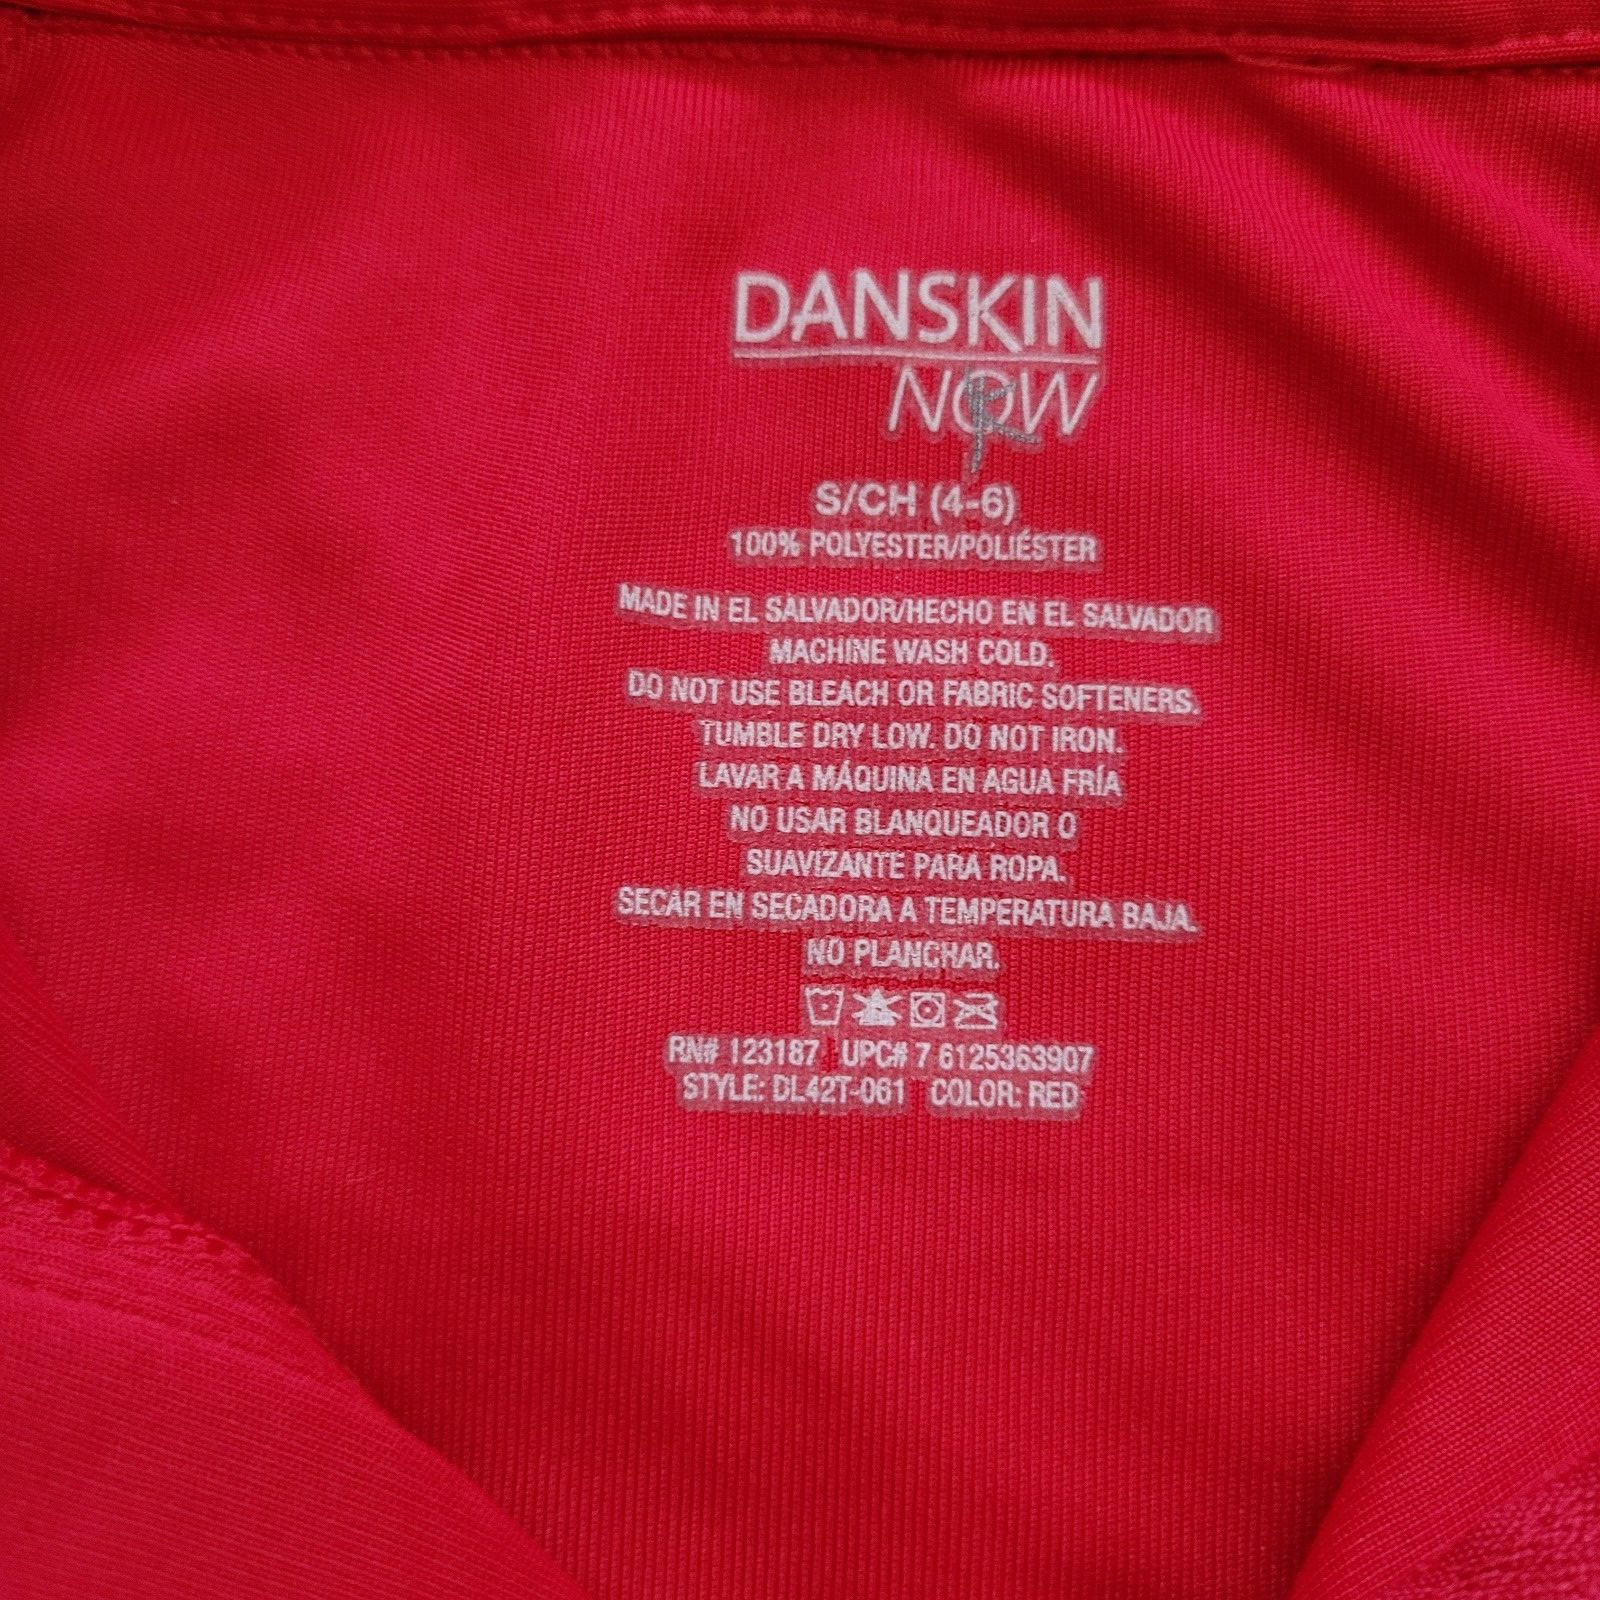 DANSKIN
NOW
K
S/CH (4-6)
100% POLYESTER/POLIÉSTER
MADE IN EL SALVADOR/HECHO EN EL SALVADOR
MACHINE WASH COLD.
DO NOT USE BLEACH OR FABRIC SOFTENERS.
TUMBLE DRY LOW. DO NOT IRON.
LAVAR A MÁQUINA EN AGUA FRÍA
NO USAR BLANQUEADOR O
SUAVIZANTE PARA ROPA.
SECAR EN SECADORA A TEMPERATURA BAJA.
NO PLANCHAR.
RN# 123187 UPC# 7 6125363907
STYLE: DL42T-061 COLOR: RED